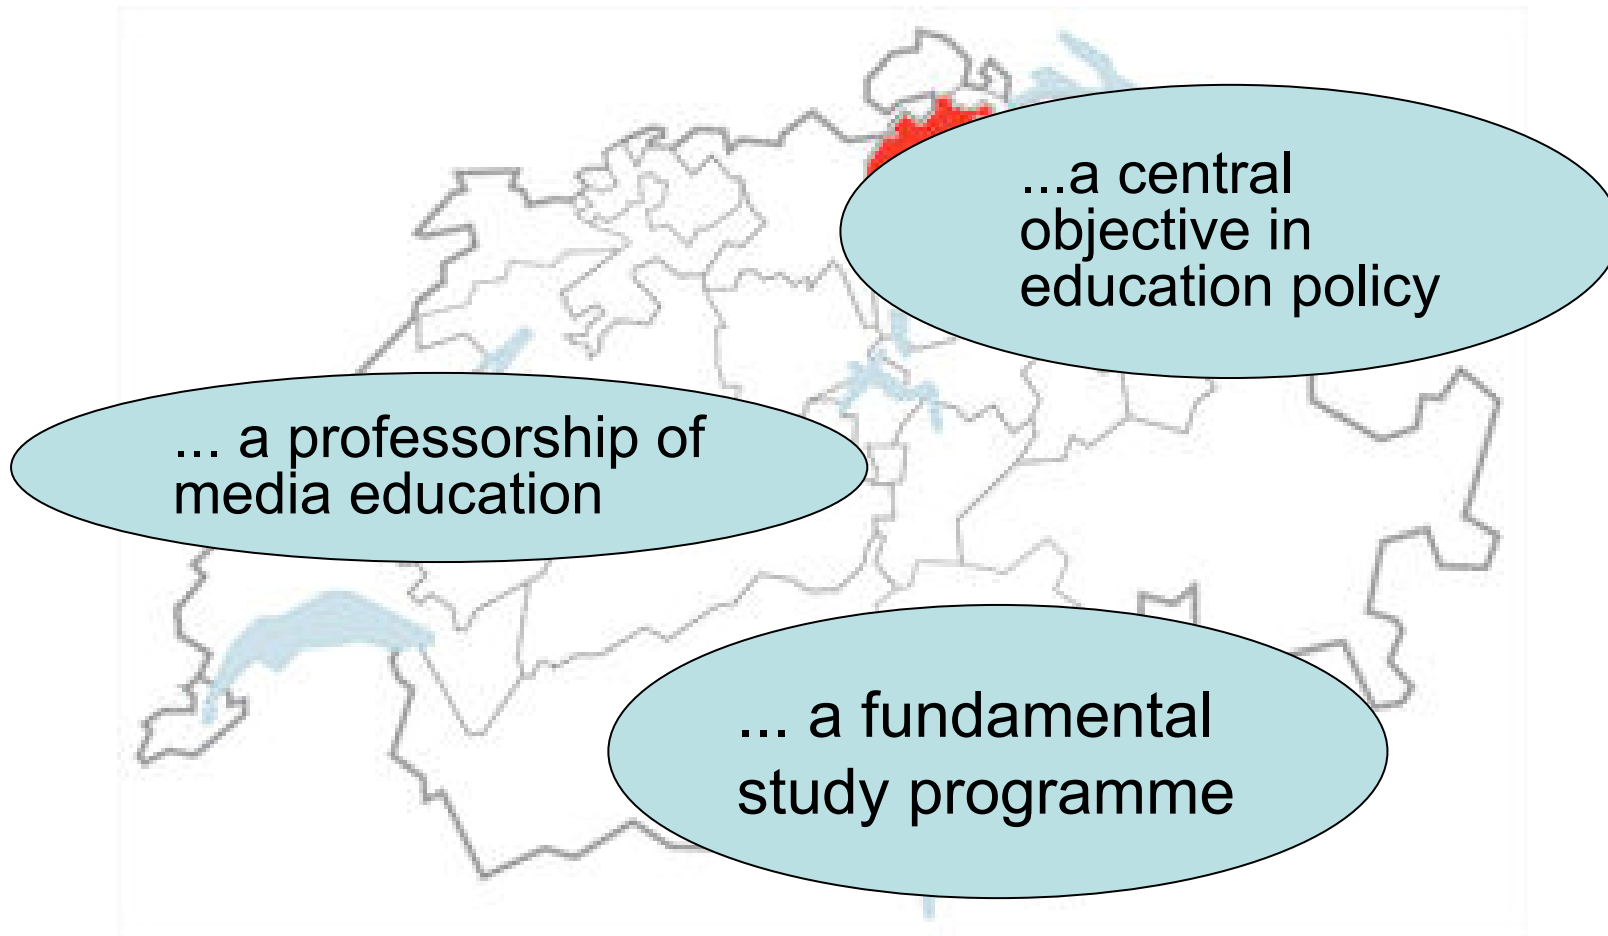 ...a central
objective in
education policy
... a professorship of
media education
... a fundamental
study programme